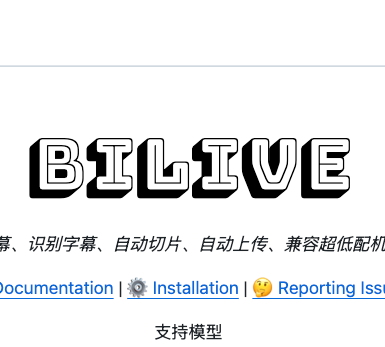 BILIVE
幕、识别字幕、自动切片、自动上传、兼容超低配机
Documentation | ⚙️ Installation | 🤔 Reporting Issu
支持模型